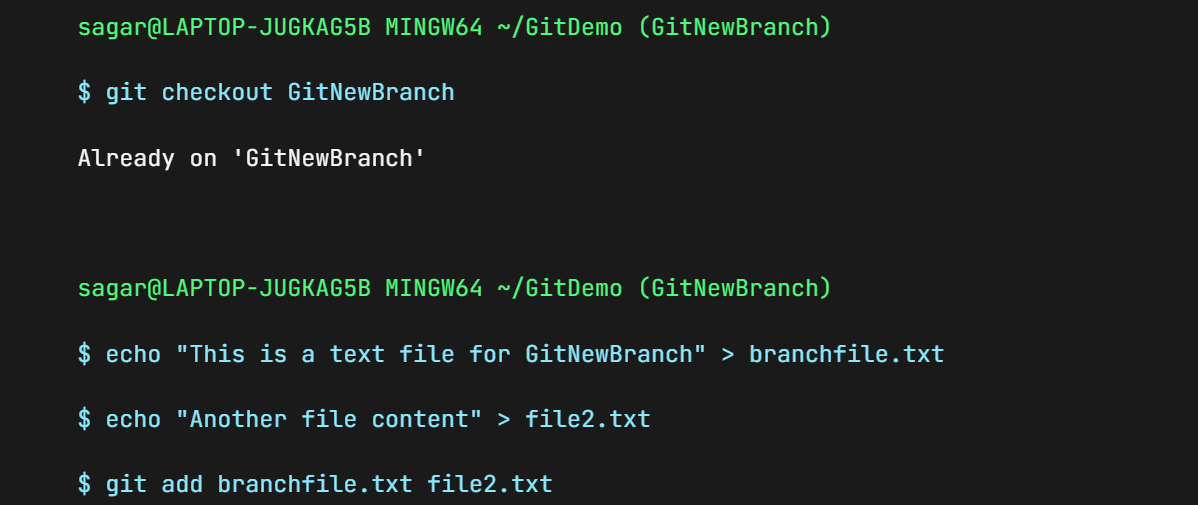 sagar@LAPTOP-JUGKAG5B MINGW64 ~/GitDemo (GitNewBranch)
$ git checkout GitNewBranch
Already on 'GitNewBranch'
sagar@LAPTOP-JUGKAG5B MINGW64 ~/GitDemo (GitNewBranch)
$ echo "This is a text file for GitNewBranch" > branchfile.txt
$ echo "Another file content" > file2.txt
$ git add branchfile.txt file2.txt